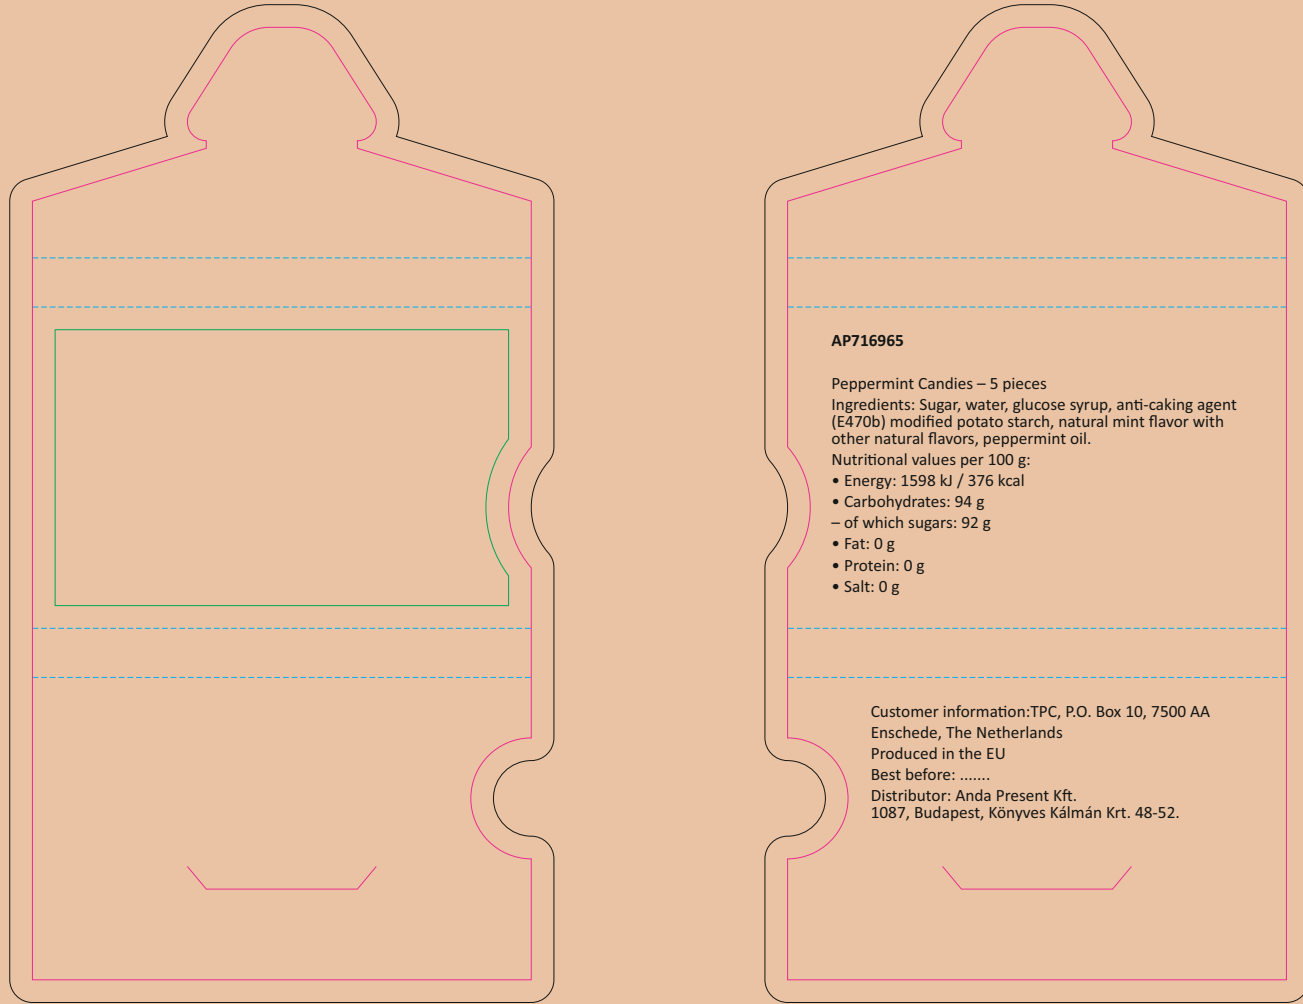 AP716965
Peppermint Candies – 5 pieces
Ingredients: Sugar, water, glucose syrup, anti-caking agent
(E470b) modified potato starch, natural mint flavor with
other natural flavors, peppermint oil.
Nutritional values per 100 g:
• Energy: 1598 kJ / 376 kcal
• Carbohydrates: 94 g
– of which sugars: 92 g
• Fat: 0 g
• Protein: 0 g
• Salt: 0 g
Customer information:TPC, P.O. Box 10, 7500 AA
Enschede, The Netherlands
Produced in the EU
Best before: .......
Distributor: Anda Present Kft.
1087, Budapest, Könyves Kálmán Krt. 48-52.